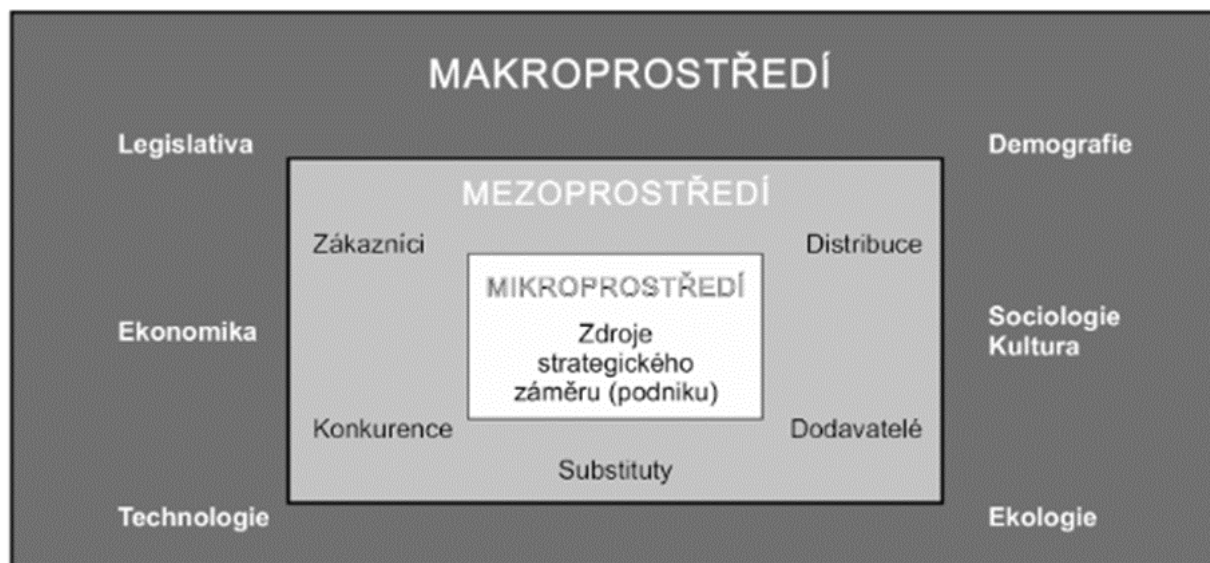 MAKROPROSTŘEDÍ
Legislativa
Demografie
MEZOPROSTŘEDÍ
Zákazníci
Distribuce
MIKROPROSTŘEDÍ
Zdroje
strategického
záměru (podniku)
Ekonomika
Sociologie
Kultura
Konkurence
Dodavatelé
Substituty
Technologie
Ekologie